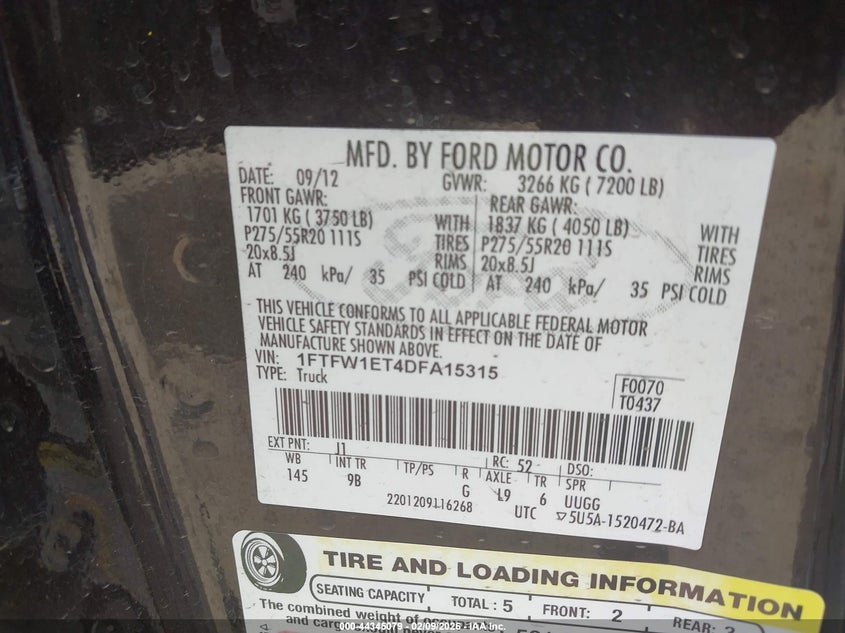 MFD. BY FORD MOTOR CO.
DATE: 09/12 GVWR: 3266 KG ( 7200 LB)
FRONT GAWR: REAR GAWR:
1701 KG ( 3750 LB) WITH 1837 KG ( 4050 LB) WITH
P275/55R20 111S TIRES P275/55R20 111S TIRES
20x8.5J RIMS 20x8.5J RIMS
AT 240 kPa/ 35 PSI COLD AT 240 kPa/ 35 PSI COLD
Ford
THIS VEHICLE CONFORMS TO ALL APPLICABLE FEDERAL MOTOR
VEHICLE SAFETY STANDARDS IN EFFECT ON THE DATE OF
MANUFACTURE SHOWN ABOVE.
VIN: 1FTFW1ET4DFA15315
TYPE: Truck
F0070
T0437
EXT PNT: J1 RC: 52 DSO:
WB INT TR TP/PS R AXLE TR SPR
145 9B G L9 6 UUGG
2201209116268 UTC 5U5A-1520472-BA
TIRE AND LOADING INFORMATION
SEATING CAPACITY TOTAL : 5 FRONT: 2 REAR:
The combined weight of
and
000-44345079 - 02/09/2026 - IAA, Inc.